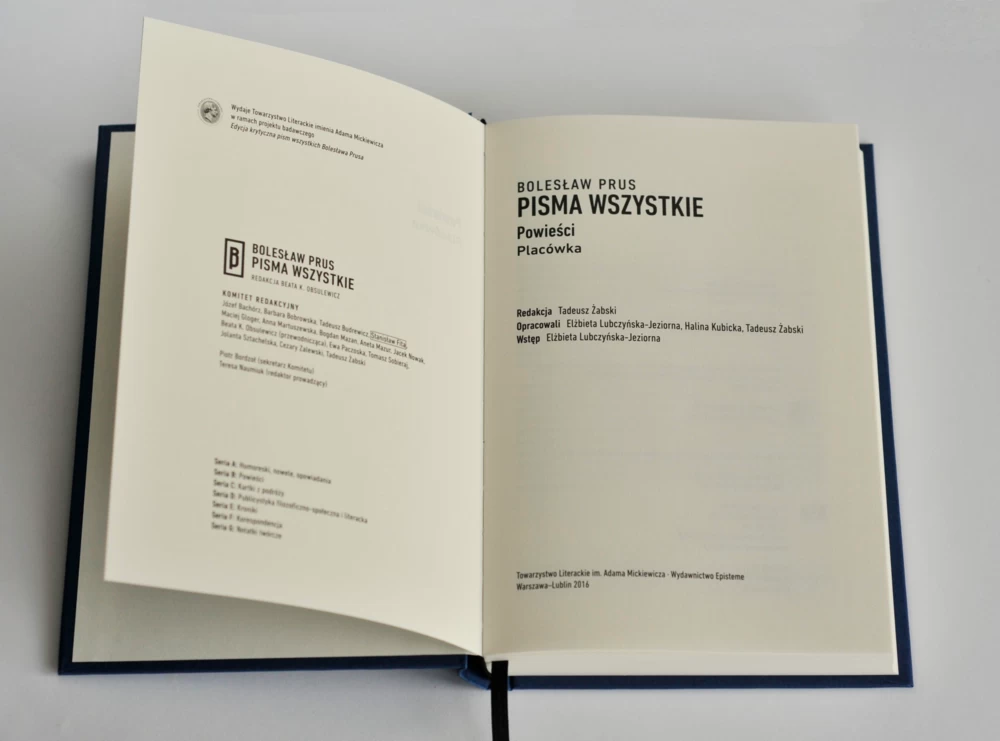 Wydaje Towarzystwo Literackie imienia Adama Mickiewicza
w ramach projektu badawczego
Edycja krytyczna pism wszystkich Bolesława Prusa
B
BOLESŁAW PRUS
PISMA WSZYSTKIE
REDAKCJA BEATA K. OBSULEWICZ
KOMITET REDAKCYJNY
Józef Bachórz, Barbara Bobrowska, Tadeusz Budrewicz, Stanisław Fita,
Maciej Gloger, Anna Martuszewska, Bogdan Mazan, Aneta Mazur, Jacek Nowak,
Beata K. Obsulewicz (przewodnicząca), Ewa Paczoska, Tomasz Sobieraj,
Jolanta Sztachelska, Cezary Zalewski, Tadeusz Żabski
Piotr Bordzoł (sekretarz Komitetu)
Teresa Naumiuk (redaktor prowadzący)
Seria A: Humoreski, nowele, opowiadania
Seria B: Powieści
Seria C: Kartki z podróży
Seria D: Publicystyka filozoficzno-społeczna i literacka
Seria E: Kroniki
Seria F: Korespondencja
Seria G: Notatki twórcze
BOLESŁAW PRUS
PISMA WSZYSTKIE
Powieści
Placówka
Redakcja Tadeusz Żabski
Opracowali Elżbieta Lubczyńska-Jeziorna, Halina Kubicka, Tadeusz Żabski
Wstęp Elżbieta Lubczyńska-Jeziorna
Towarzystwo Literackie im. Adama Mickiewicza · Wydawnictwo Episteme
Warszawa–Lublin 2016